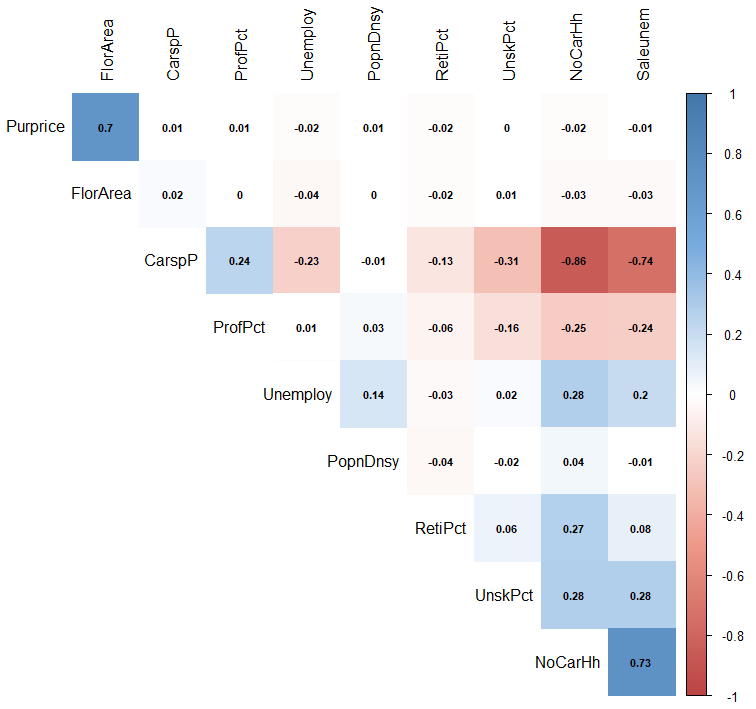 FlorArea CarspP ProfPct Unemploy PopnDnsy RetiPct UnskPct NoCarHh Saleunem
Purprice 0.7 0.01 0.01 -0.02 0.01 -0.02 0 -0.02 -0.01
FlorArea 0.02 0 -0.04 0 -0.02 0.01 -0.03 -0.03
CarspP 0.24 -0.23 -0.01 -0.13 -0.31 -0.86 -0.74
ProfPct 0.01 0.03 -0.06 -0.16 -0.25 -0.24
Unemploy 0.14 -0.03 0.02 0.28 0.2
PopnDnsy -0.04 -0.02 0.04 -0.01
RetiPct 0.06 0.27 0.08
UnskPct 0.28 0.28
NoCarHh 0.73
1
0.8
0.6
0.4
0.2
0
-0.2
-0.4
-0.6
-0.8
-1